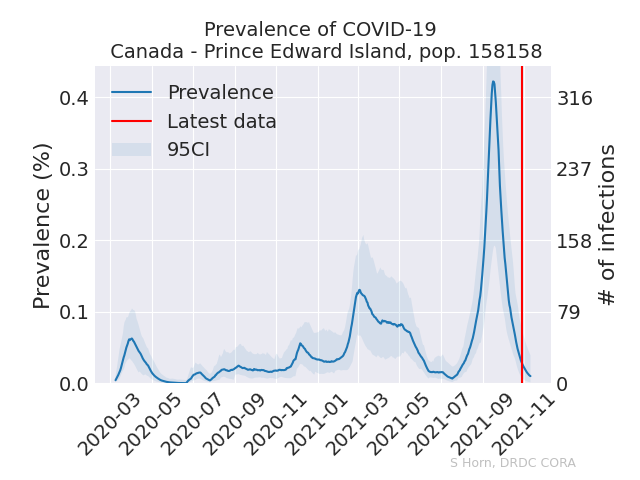 Prevalence of COVID-19
Canada - Prince Edward Island, pop. 158158
Prevalence
Latest data
95CI
Prevalence (%)
0.4
0.3
0.2
0.1
0.0
316
237
158
79
0
# of infections
2020-03
2020-05
2020-07
2020-09
2020-11
2021-01
2021-03
2021-05
2021-07
2021-09
2021-11
S Horn, DRDC CORA